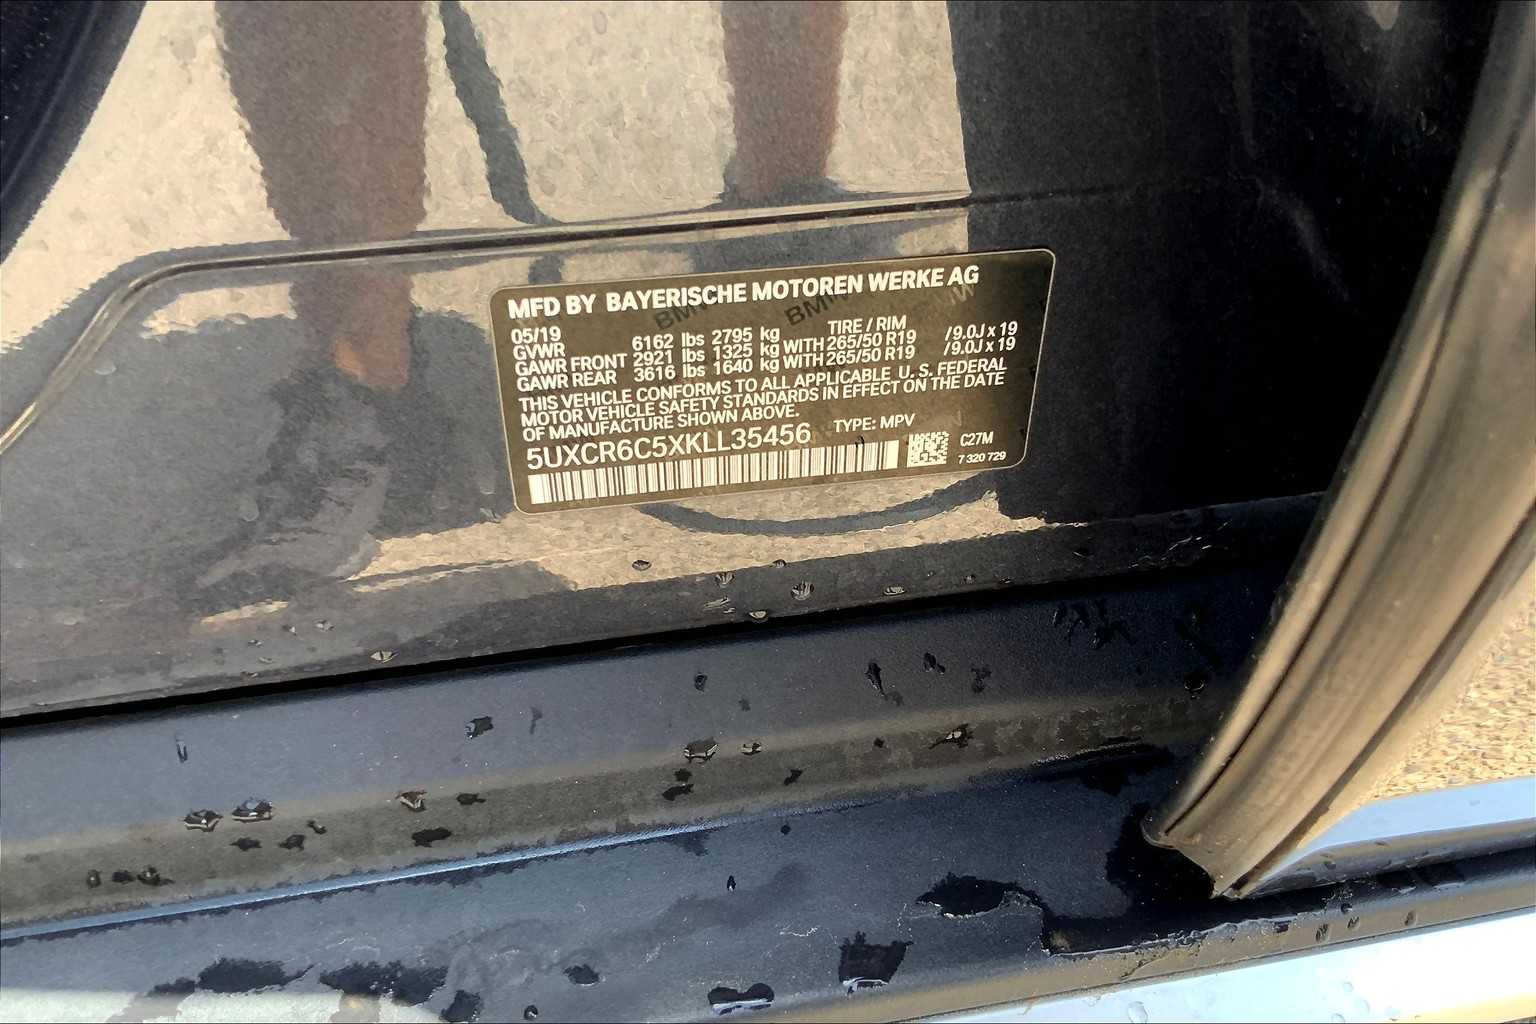 MFD BY BAYERISCHE MOTOREN WERKE AG
05/19 TIRE / RIM
GVWR 6162 lbs 2795 kg
GAWR FRONT 2921 lbs 1325 kg WITH 265/50 R19 /9.0J x 19
GAWR REAR 3616 lbs 1640 kg WITH 265/50 R19 /9.0J x 19
THIS VEHICLE CONFORMS TO ALL APPLICABLE U. S. FEDERAL
MOTOR VEHICLE SAFETY STANDARDS IN EFFECT ON THE DATE
OF MANUFACTURE SHOWN ABOVE.
5UXCR6C5XKLL35456 TYPE: MPV
C27M
7 320 729